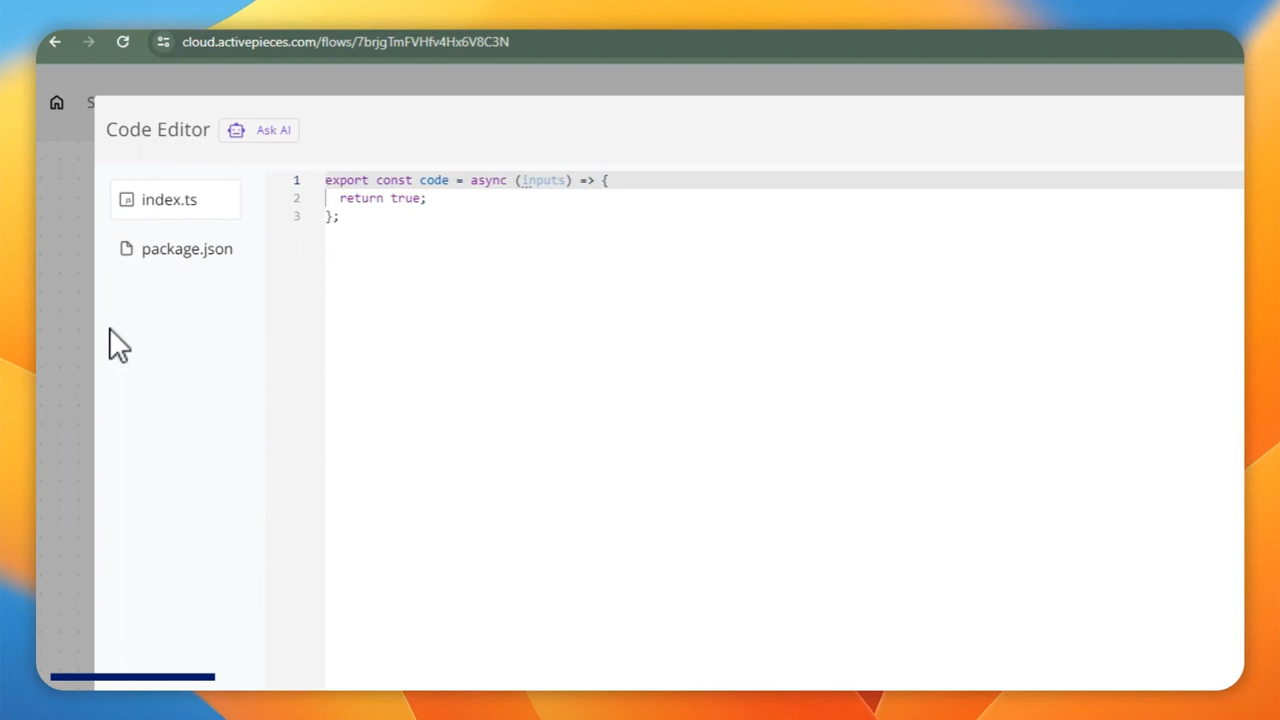 cloud.activepieces.com/flows/7brjgTmFVHfv4Hx6V8C3N
S
Code Editor
Ask AI
index.ts
package.json
1 export const code = async (inputs) => {
2 return true;
3 };